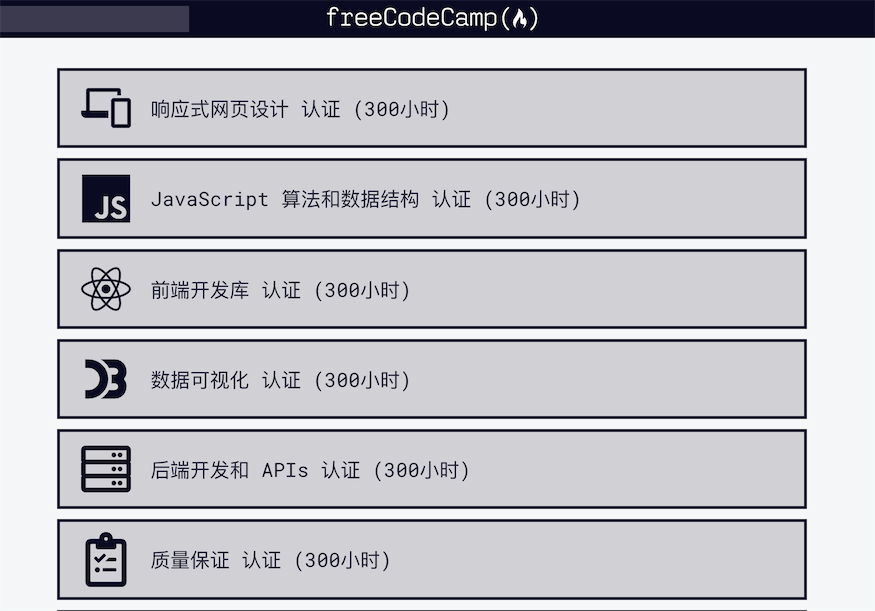 freeCodeCamp(🔥)
响应式网页设计 认证 (300小时)
JS
JavaScript 算法和数据结构 认证 (300小时)
前端开发库 认证 (300小时)
数据可视化 认证 (300小时)
后端开发和 APIs 认证 (300小时)
质量保证 认证 (300小时)